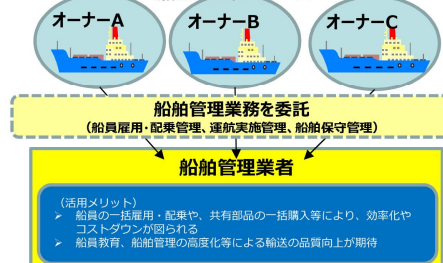 オーナーA オーナーB オーナーC
船舶管理業務を委託
(船員雇用・配乗管理、運航実施管理、船舶保守管理)
船舶管理業者
(活用メリット)
➢ 船員の一括雇用・配乗や、共有部品の一括購入等により、効率化や
コストダウンが図られる
➢ 船員教育、船舶管理の高度化等による輸送の品質向上が期待